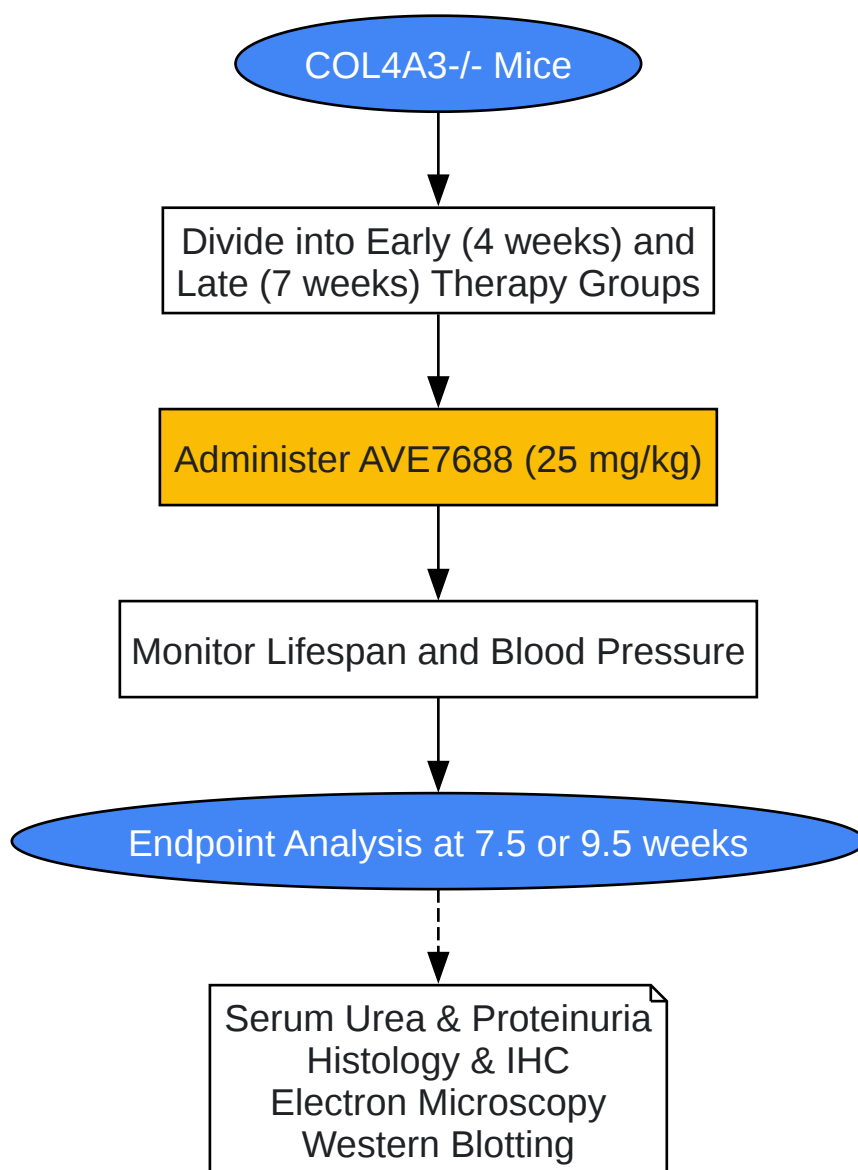 COL4A3-/- Mice
Divide into Early (4 weeks) and
Late (7 weeks) Therapy Groups
Administer AVE7688 (25 mg/kg)
Monitor Lifespan and Blood Pressure
Endpoint Analysis at 7.5 or 9.5 weeks
Serum Urea & Proteinuria
Histology & IHC
Electron Microscopy
Western Blotting